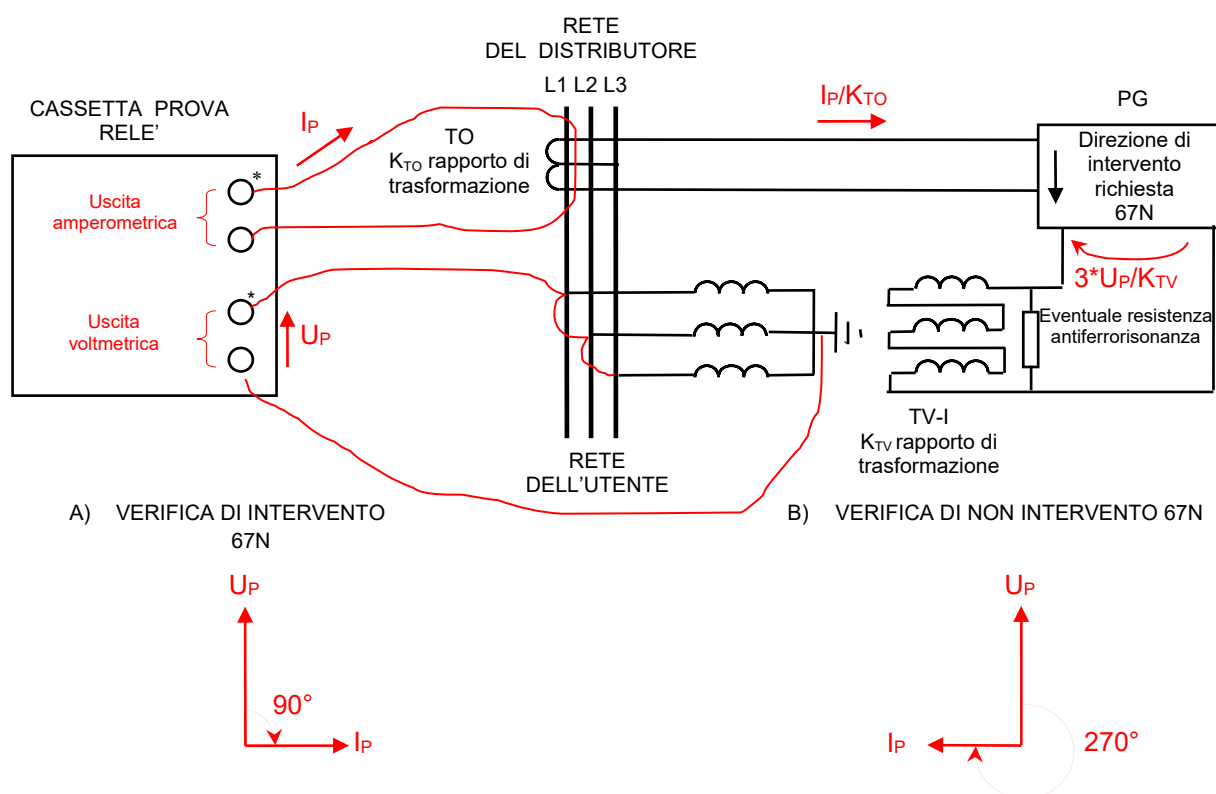 RETE
DEL DISTRIBUTORE
L1 L2 L3
CASSETTA PROVA
RELE'
IP
TO
KTO rapporto di
trasformazione
IP/KTO
PG
Direzione di
intervento
richiesta
67N
*
Uscita
amperometrica
*
Uscita
voltmetrica
UP
3*UP/KTV
Eventuale resistenza
antiferrorisonanza
TV-I
KTV rapporto di
trasformazione
RETE
DELL'UTENTE
A) VERIFICA DI INTERVENTO
67N
B) VERIFICA DI NON INTERVENTO 67N
UP
90°
IP
UP
IP
270°